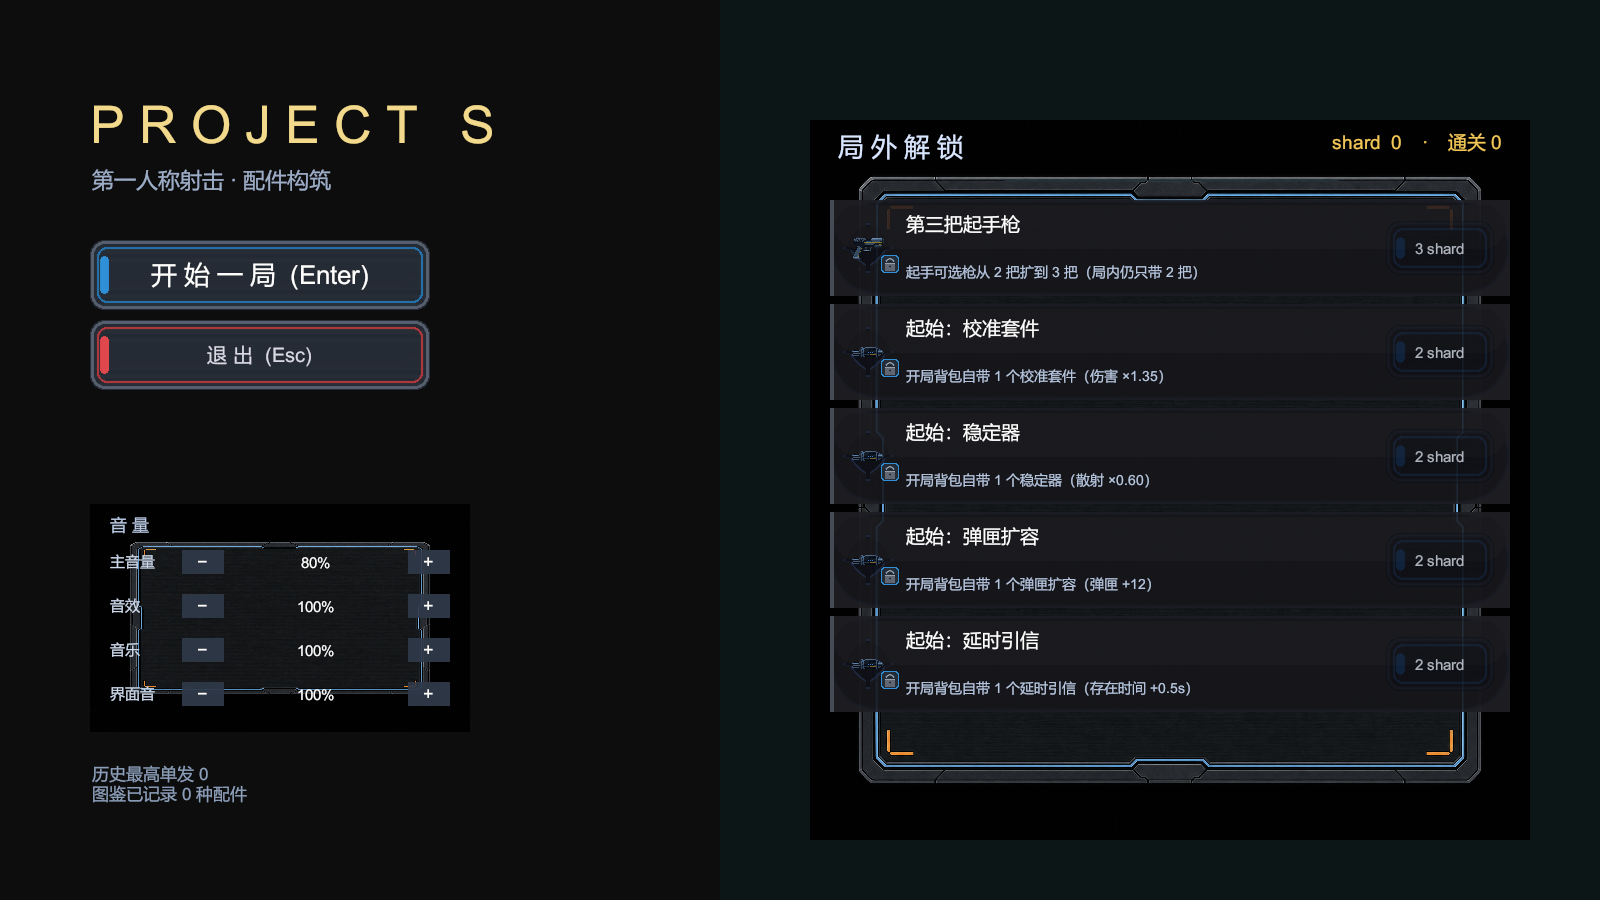 PROJECT S
第一人称射击 · 配件构筑
开始一局 (Enter)
退出 (Esc)
音量
主音量 − 80% +
音效 − 100% +
音乐 − 100% +
界面音 − 100% +
历史最高单发 0
图鉴已记录 0 种配件
局外解锁
shard 0 · 通关 0
第三把起手枪
起手可选枪从 2 把扩到 3 把（局内仍只带 2 把）
3 shard
起始：校准套件
开局背包自带 1 个校准套件（伤害 ×1.35）
2 shard
起始：稳定器
开局背包自带 1 个稳定器（散射 ×0.60）
2 shard
起始：弹匣扩容
开局背包自带 1 个弹匣扩容（弹匣 +12）
2 shard
起始：延时引信
开局背包自带 1 个延时引信（存在时间 +0.5s）
2 shard